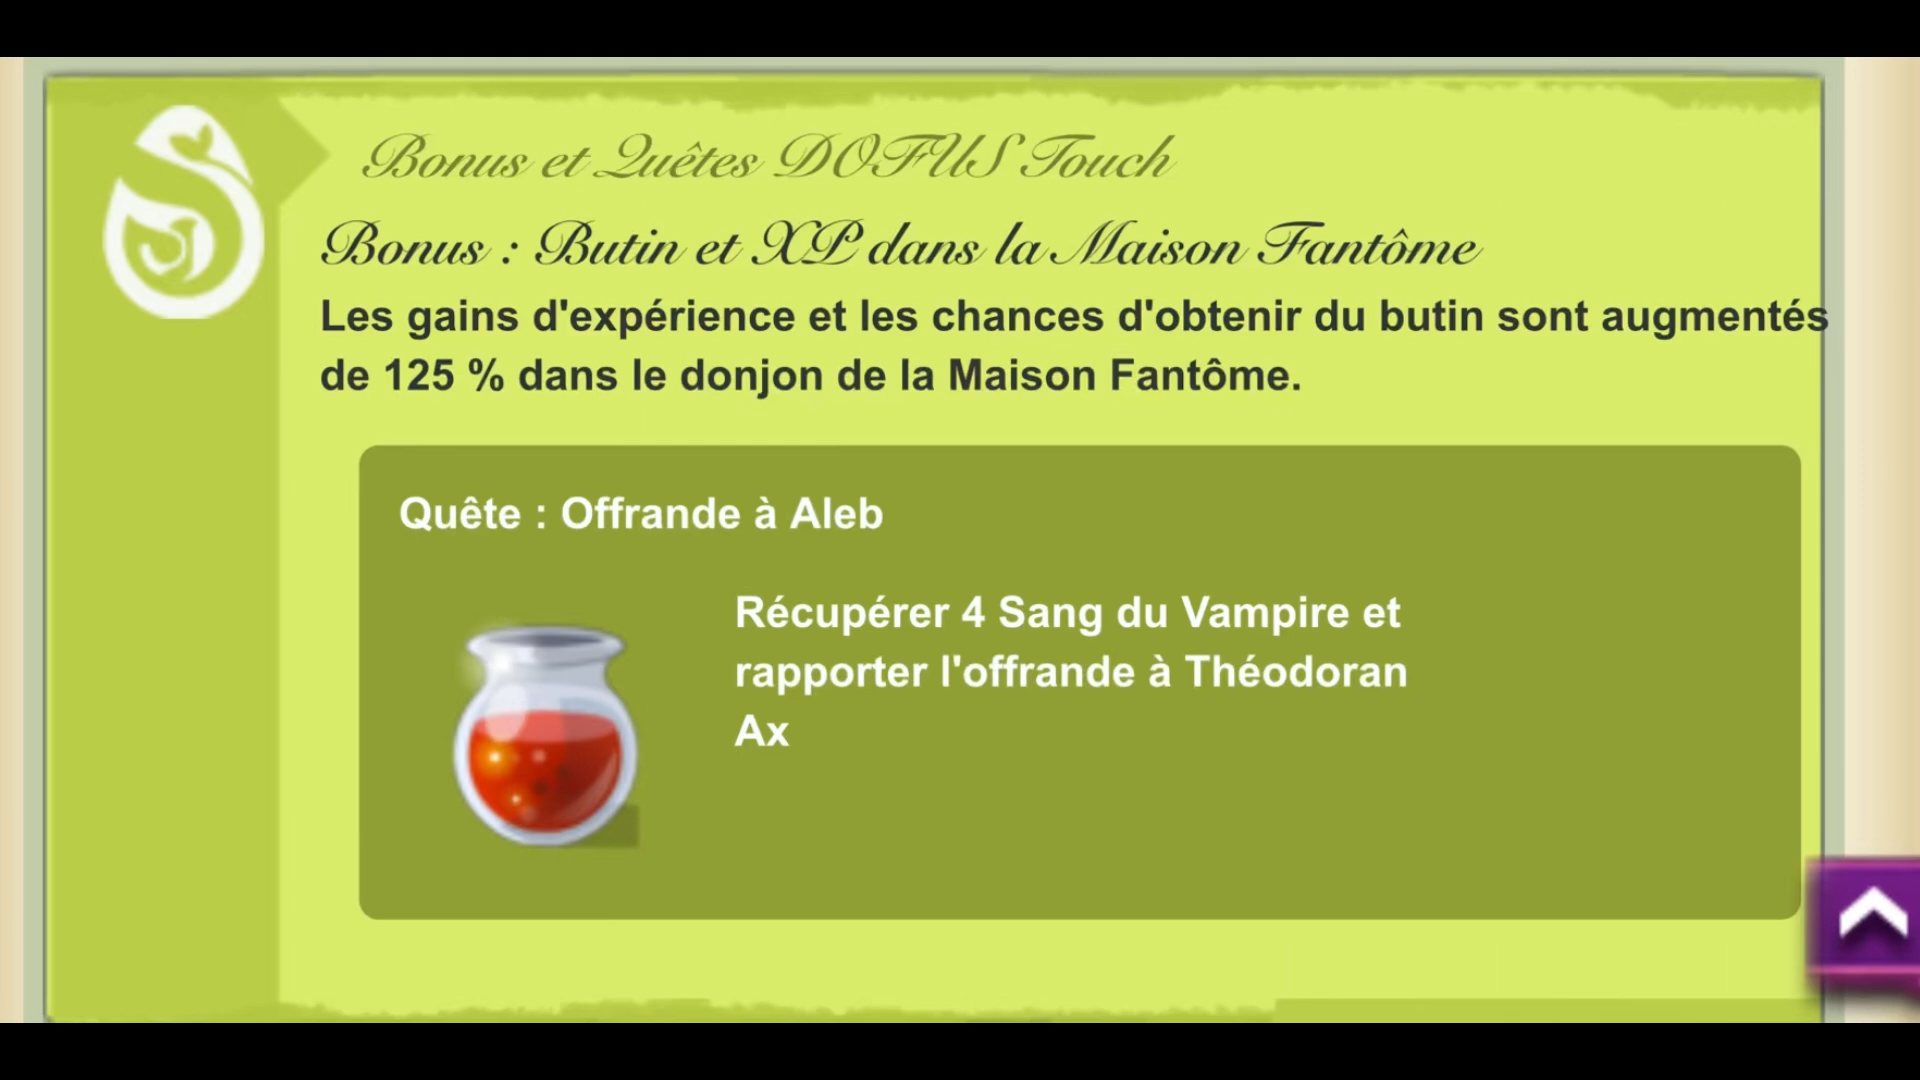 Bonus et Quêtes DOFUS Touch
Bonus : Butin et XP dans la Maison Fantôme
Les gains d'expérience et les chances d'obtenir du butin sont augmentés
de 125 % dans le donjon de la Maison Fantôme.
Quête : Offrande à Aleb
Récupérer 4 Sang du Vampire et
rapporter l'offrande à Théodoran
Ax